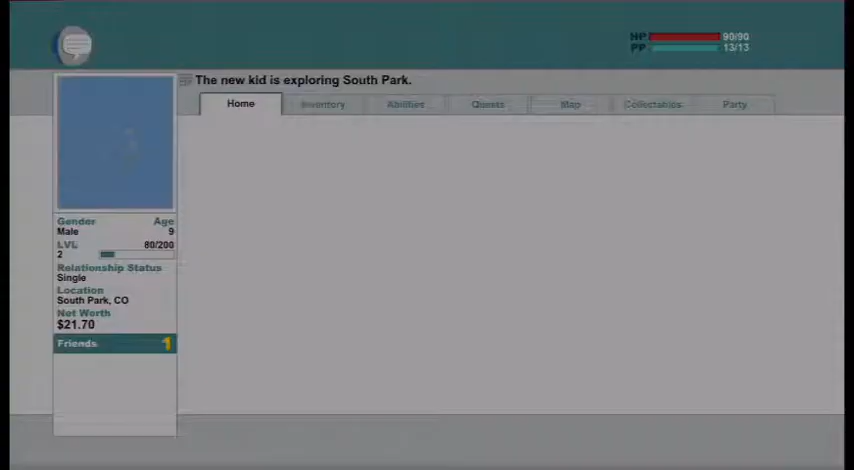 HP 90/90
PP 13/13
The new kid is exploring South Park.
Home Inventory Abilities Quests Map Collectables Party
Gender Age
Male 9
LVL 80/200
2
Relationship Status
Single
Location
South Park, CO
Net Worth
$21.70
Friends 1